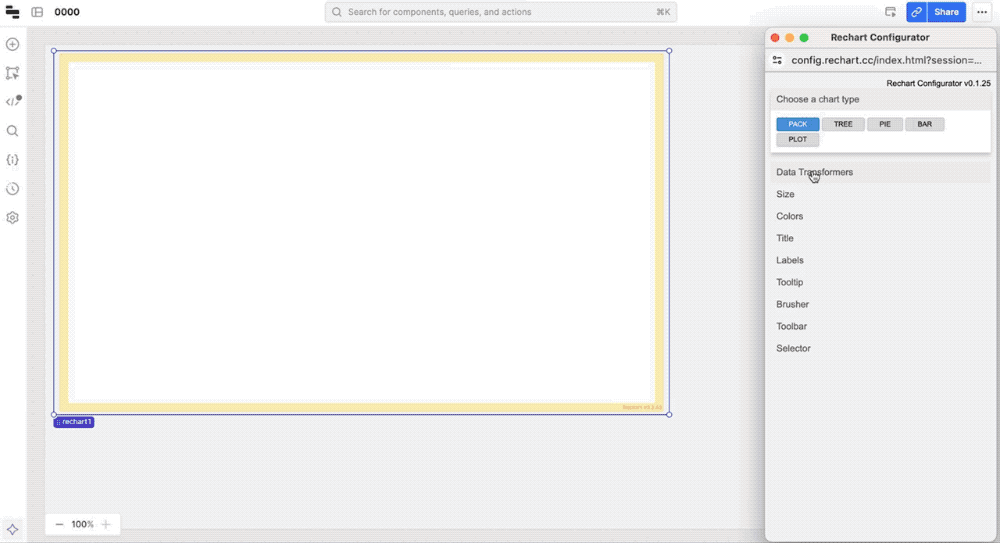 0000
Search for components, queries, and actions
⌘K
Share
Rechart Configurator
config.rechart.cc/index.html?session=...
Rechart Configurator v0.1.25
Choose a chart type
PACK
TREE
PIE
BAR
PLOT
Data Transformers
Size
Colors
Title
Labels
Tooltip
Brusher
Toolbar
Selector
rechart1
100%